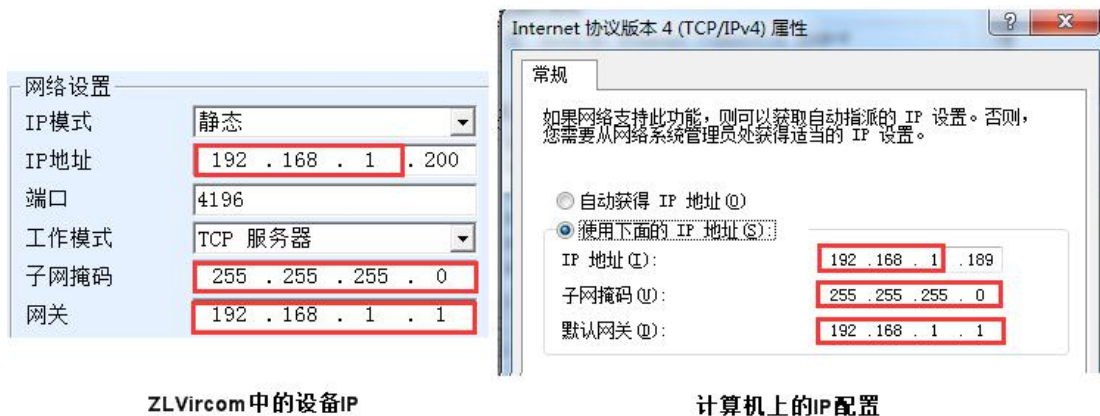 网络设置
IP模式 静态
IP地址 192 . 168 . 1 . 200
端口 4196
工作模式 TCP 服务器
子网掩码 255 . 255 . 255 . 0
网关 192 . 168 . 1 . 1
ZLVircom中的设备IP
Internet 协议版本 4 (TCP/IPv4) 属性
常规
如果网络支持此功能，则可以获取自动指派的 IP 设置。否则，
您需要从网络系统管理员处获得适当的 IP 设置。
自动获得 IP 地址(O)
使用下面的 IP 地址(S):
IP 地址(I): 192 .168 . 1 .189
子网掩码(U): 255 .255 .255 . 0
默认网关(D): 192 .168 . 1 . 1
计算机上的IP配置